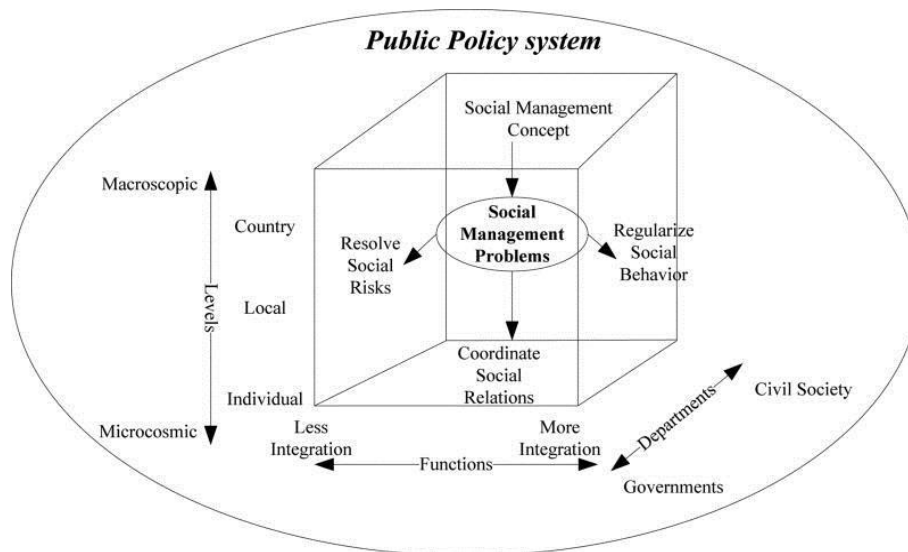 Public Policy system
Social Management
Concept
Macroscopic
Country
Social
Management
Problems
Resolve
Social
Risks
Regularize
Social
Behavior
Levels
Local
Coordinate
Social
Relations
Individual
Microcosmic
Less
Integration
More
Integration
Functions
Departments
Civil Society
Governments